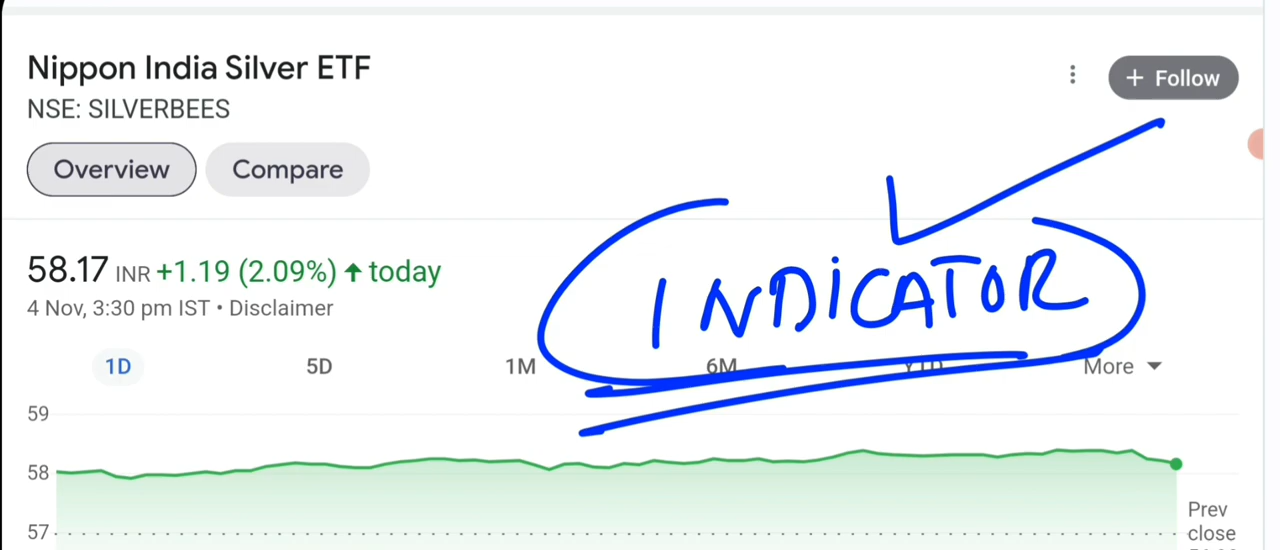 Nippon India Silver ETF
+ Follow
NSE: SILVERBEES
Overview
Compare
INDICATOR
58.17 INR +1.19 (2.09%) ↑ today
4 Nov, 3:30 pm IST • Disclaimer
1D 5D 1M 6M YTD More
59
58
57
Prev
close